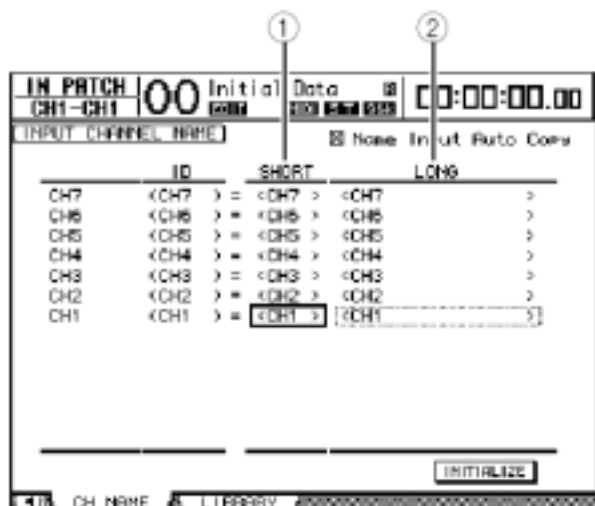 1 2
IN PATCH 00 Initial Data 00:00:00.00
CH1-CH1 EDIT
INPUT CHANNEL NAME Name Input Auto Copy
ID SHORT LONG
CH7 <CH7 > = <CH7 > <CH7 >
CH6 <CH6 > = <CH6 > <CH6 >
CH5 <CH5 > = <CH5 > <CH5 >
CH4 <CH4 > = <CH4 > <CH4 >
CH3 <CH3 > = <CH3 > <CH3 >
CH2 <CH2 > = <CH2 > <CH2 >
CH1 <CH1 > = <CH1 > <CH1 >
INITIALIZE
CH NAME LIBRARY